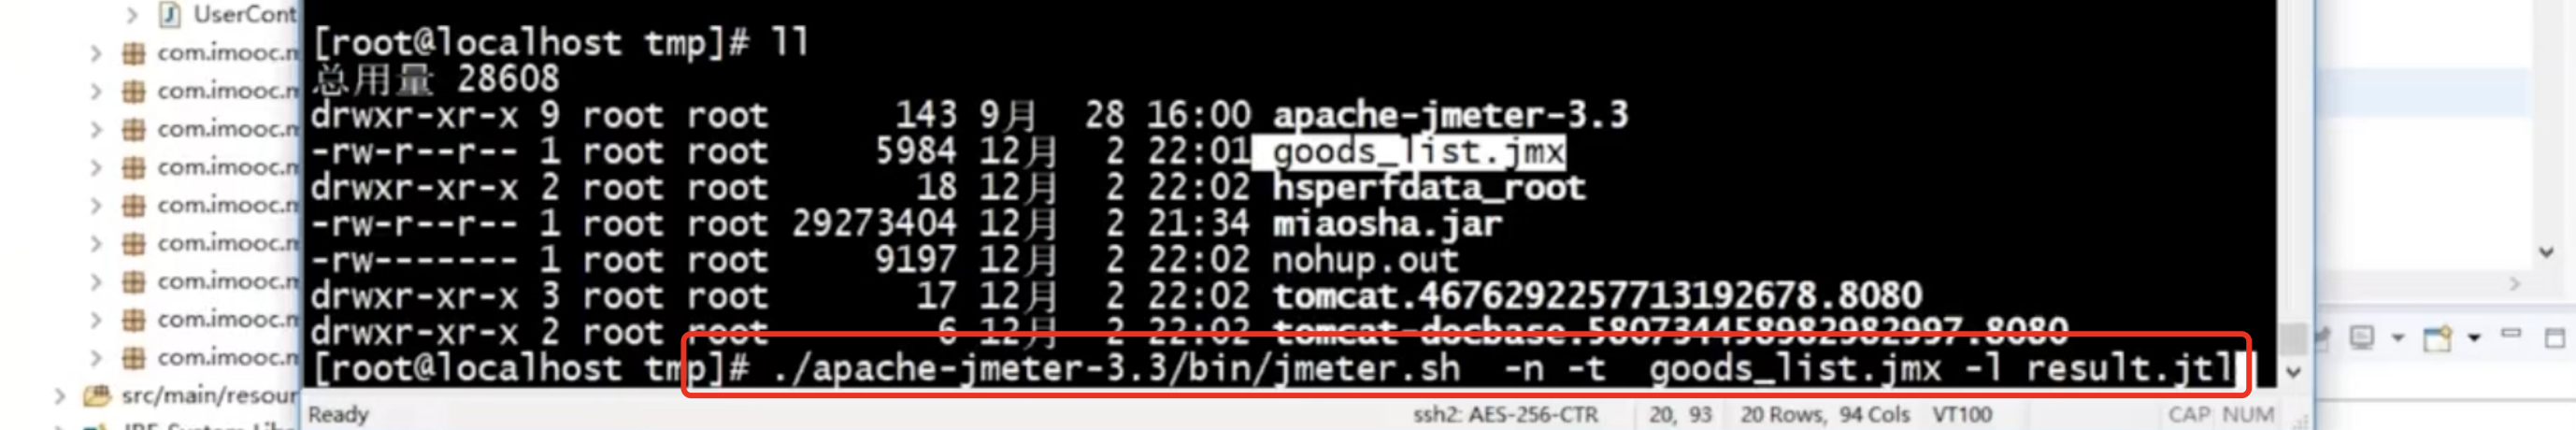 UserCont
[root@localhost tmp]# ll
com.imooc.m
总用量 28608
com.imooc.m
drwxr-xr-x 9 root root 143 9月 28 16:00 apache-jmeter-3.3
com.imooc.m
-rw-r--r-- 1 root root 5984 12月 2 22:01 goods_list.jmx
com.imooc.m
drwxr-xr-x 2 root root 18 12月 2 22:02 hsperfdata_root
com.imooc.m
-rw-r--r-- 1 root root 29273404 12月 2 21:34 miaosha.jar
com.imooc.m
-rw------- 1 root root 9197 12月 2 22:02 nohup.out
com.imooc.m
drwxr-xr-x 3 root root 17 12月 2 22:02 tomcat.4676292257713192678.8080
com.imooc.m
drwxr-xr-x 2 root root 6 12月 2 22:02 tomcat-docbase.580734458982982997.8080
com.imooc.m
[root@localhost tmp]# ./apache-jmeter-3.3/bin/jmeter.sh -n -t goods_list.jmx -l result.jtl
src/main/resour
Ready ssh2: AES-256-CTR 20, 93 20 Rows, 94 Cols VT100 CAP NUM